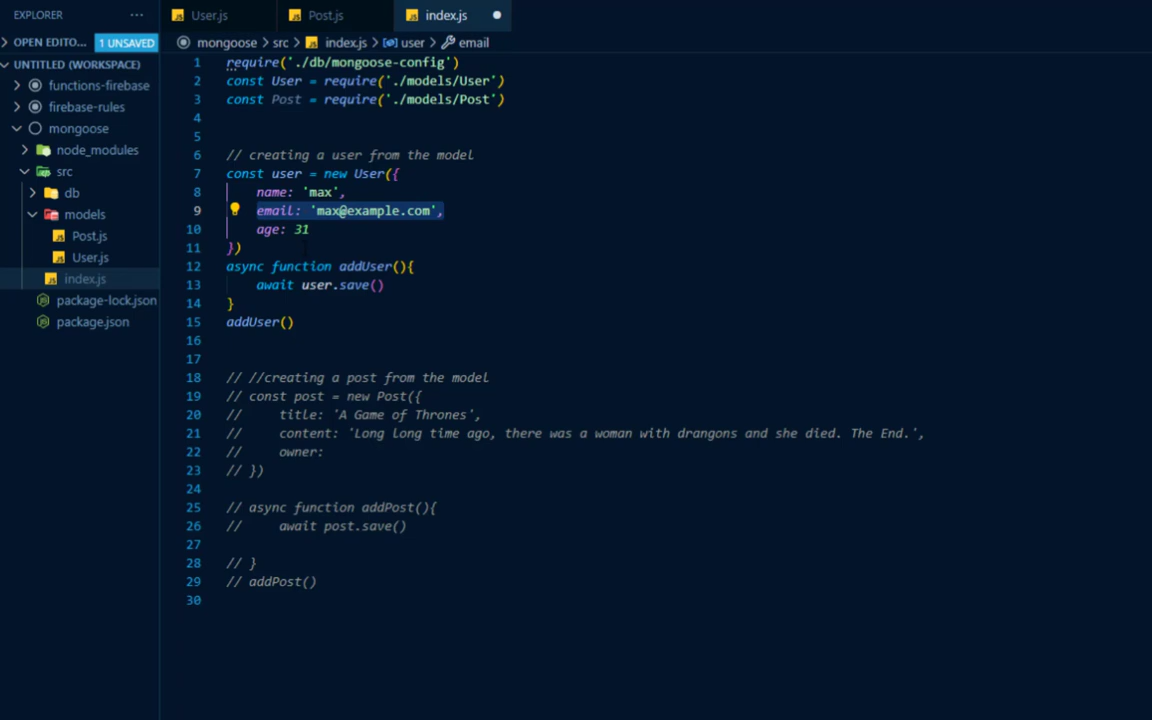 EXPLORER ...
OPEN EDITO... 1 UNSAVED
UNTITLED (WORKSPACE)
functions-firebase
firebase-rules
mongoose
node_modules
src
db
models
Post.js
User.js
index.js
package-lock.json
package.json
User.js Post.js index.js
mongoose > src > index.js > user > email
1 require('./db/mongoose-config')
2 const User = require('./models/User')
3 const Post = require('./models/Post')
4
5
6 // creating a user from the model
7 const user = new User({
8 name: 'max',
9 email: 'max@example.com',
10 age: 31
11 })
12 async function addUser(){
13 await user.save()
14 }
15 addUser()
16
17
18 // //creating a post from the model
19 // const post = new Post({
20 // title: 'A Game of Thrones',
21 // content: 'Long Long time ago, there was a woman with drangons and she died. The End.',
22 // owner:
23 // })
24
25 // async function addPost(){
26 // await post.save()
27
28 // }
29 // addPost()
30